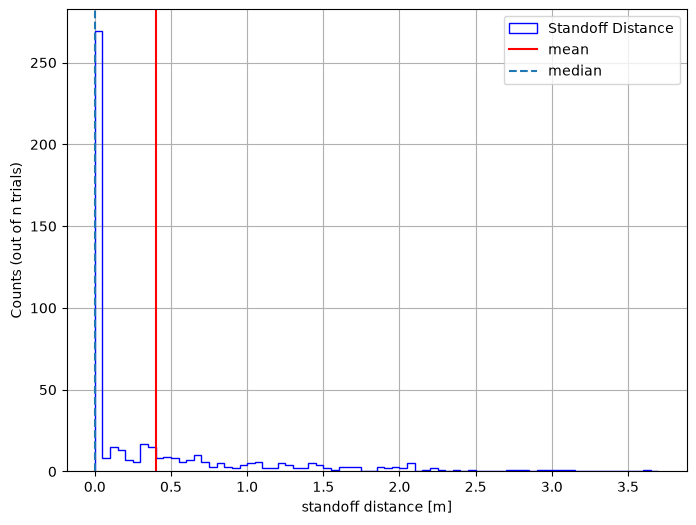 Standoff Distance
mean
median
Counts (out of n trials)
250
200
150
100
50
0
0.0 0.5 1.0 1.5 2.0 2.5 3.0 3.5
standoff distance [m]